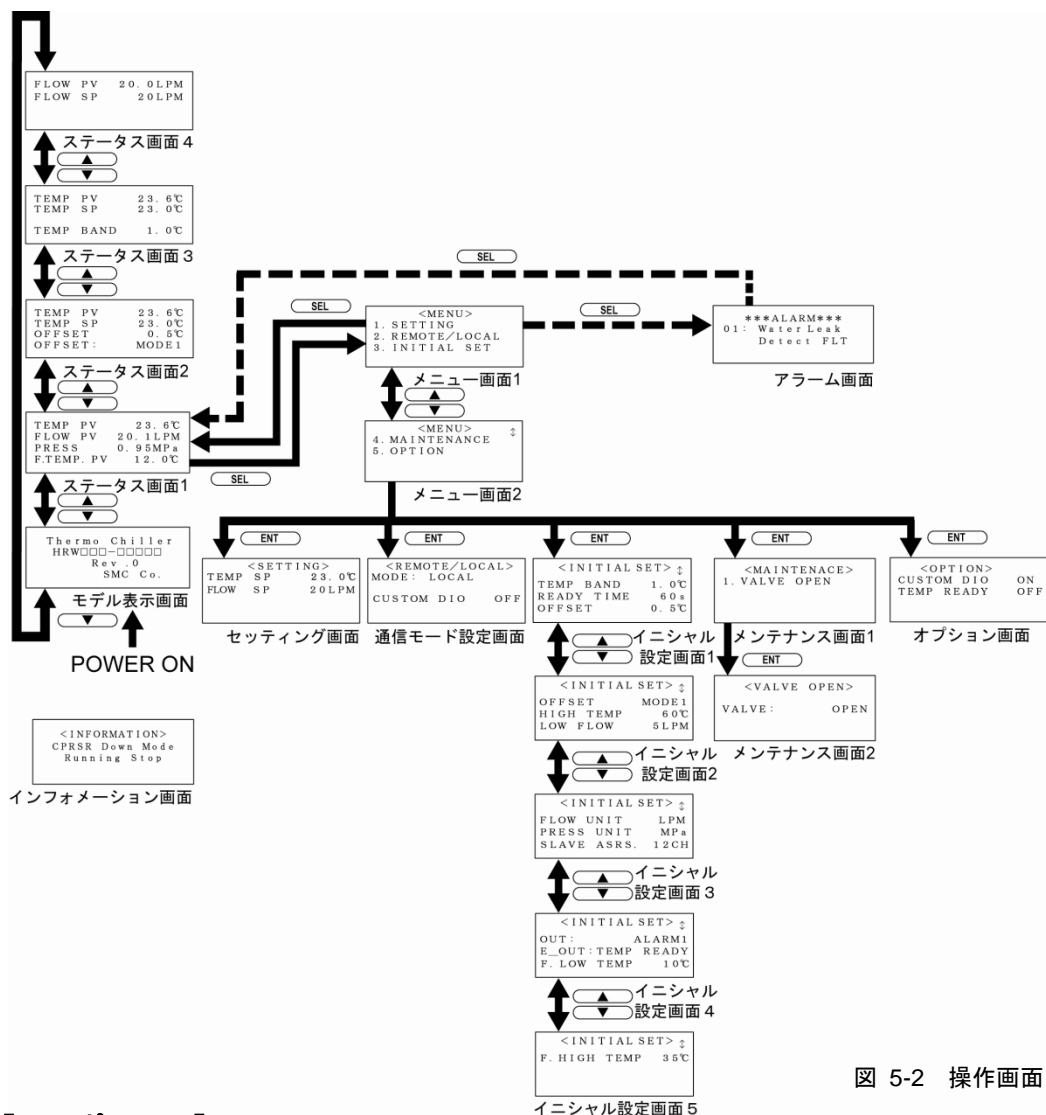 FLOW PV 20.0LPM
FLOW SP 20LPM
ステータス画面4
▲
▼
TEMP PV 23.6℃
TEMP SP 23.0℃
TEMP BAND 1.0℃
ステータス画面3
▲
▼
TEMP PV 23.6℃
TEMP SP 23.0℃
OFFSET 0.5℃
OFFSET: MODE1
ステータス画面2
▲
▼
TEMP PV 23.6℃
FLOW PV 20.1LPM
PRESS 0.95MPa
F.TEMP.PV 12.0℃
ステータス画面1
▲
▼
Thermo Chiller
HRW□□□-□□□□□
Rev .0
SMC Co.
モデル表示画面
▼
POWER ON
<INFORMATION>
CPRSR Down Mode
Running Stop
インフォメーション画面
SEL
SEL
SEL
SEL
<MENU>
1. SETTING
2. REMOTE/LOCAL
3. INITIAL SET
メニュー画面1
▲
▼
<MENU> ↕
4. MAINTENANCE
5. OPTION
メニュー画面2
***ALARM***
01: Water Leak
Detect FLT
アラーム画面
ENT
<SETTING>
TEMP SP 23.0℃
FLOW SP 20LPM
セッティング画面
ENT
<REMOTE/LOCAL>
MODE: LOCAL
CUSTOM DIO OFF
通信モード設定画面
ENT
<INITIAL SET> ↕
TEMP BAND 1.0℃
READY TIME 60s
OFFSET 0.5℃
イニシャル
設定画面1
▲
▼
<INITIAL SET> ↕
OFFSET MODE1
HIGH TEMP 60℃
LOW FLOW 5LPM
イニシャル
設定画面2
▲
▼
<INITIAL SET> ↕
FLOW UNIT LPM
PRESS UNIT MPa
SLAVE ASRS. 12CH
イニシャル
設定画面3
▲
▼
<INITIAL SET> ↕
OUT: ALARM1
E_OUT:TEMP READY
F. LOW TEMP 10℃
イニシャル
設定画面4
▲
▼
<INITIAL SET> ↕
F. HIGH TEMP 35℃
イニシャル設定画面5
ENT
<MAINTENACE>
1. VALVE OPEN
メンテナンス画面1
ENT
<VALVE OPEN>
VALVE: OPEN
メンテナンス画面2
ENT
<OPTION>
CUSTOM DIO ON
TEMP READY OFF
オプション画面
図 5-2 操作画面